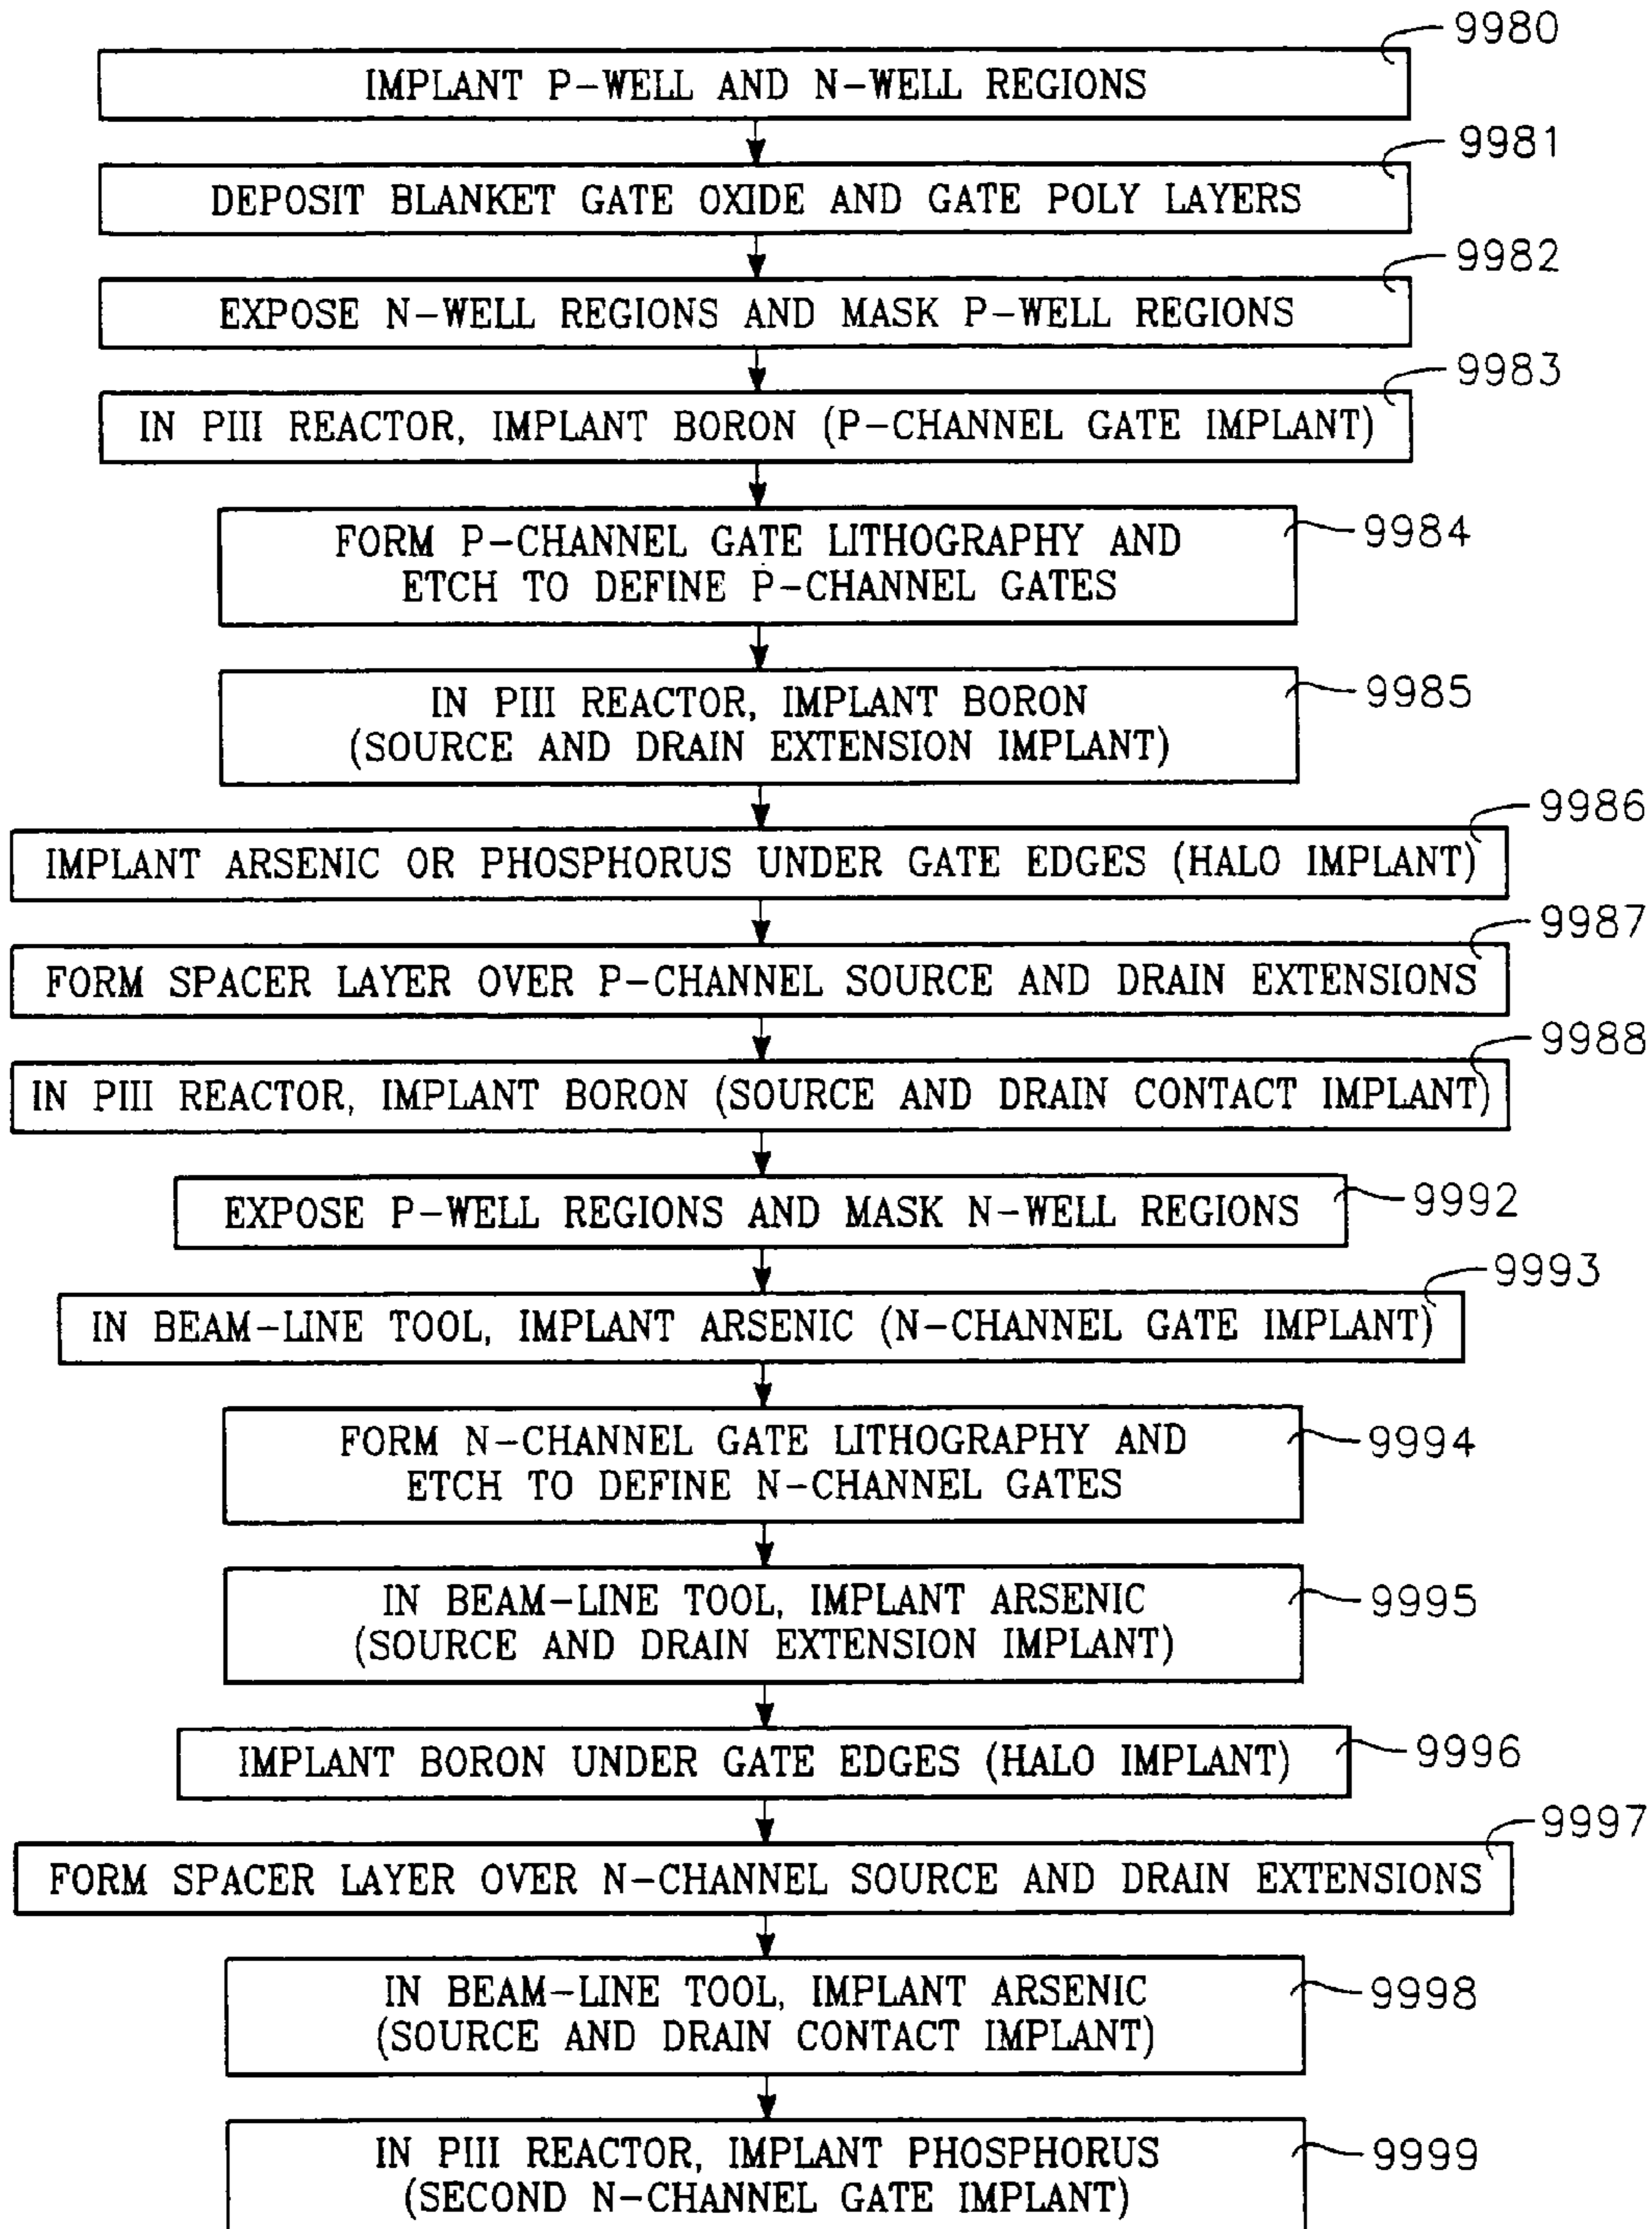 9980
IMPLANT P-WELL AND N-WELL REGIONS
9981
DEPOSIT BLANKET GATE OXIDE AND GATE POLY LAYERS
9982
EXPOSE N-WELL REGIONS AND MASK P-WELL REGIONS
9983
IN PIII REACTOR, IMPLANT BORON (P-CHANNEL GATE IMPLANT)
FORM P-CHANNEL GATE LITHOGRAPHY AND
ETCH TO DEFINE P-CHANNEL GATES
9984
IN PIII REACTOR, IMPLANT BORON
(SOURCE AND DRAIN EXTENSION IMPLANT)
9985
9986
IMPLANT ARSENIC OR PHOSPHORUS UNDER GATE EDGES (HALO IMPLANT)
9987
FORM SPACER LAYER OVER P-CHANNEL SOURCE AND DRAIN EXTENSIONS
9988
IN PIII REACTOR, IMPLANT BORON (SOURCE AND DRAIN CONTACT IMPLANT)
EXPOSE P-WELL REGIONS AND MASK N-WELL REGIONS
9992
9993
IN BEAM-LINE TOOL, IMPLANT ARSENIC (N-CHANNEL GATE IMPLANT)
FORM N-CHANNEL GATE LITHOGRAPHY AND
ETCH TO DEFINE N-CHANNEL GATES
9994
IN BEAM-LINE TOOL, IMPLANT ARSENIC
(SOURCE AND DRAIN EXTENSION IMPLANT)
9995
IMPLANT BORON UNDER GATE EDGES (HALO IMPLANT)
9996
9997
FORM SPACER LAYER OVER N-CHANNEL SOURCE AND DRAIN EXTENSIONS
IN BEAM-LINE TOOL, IMPLANT ARSENIC
(SOURCE AND DRAIN CONTACT IMPLANT)
9998
IN PIII REACTOR, IMPLANT PHOSPHORUS
(SECOND N-CHANNEL GATE IMPLANT)
9999